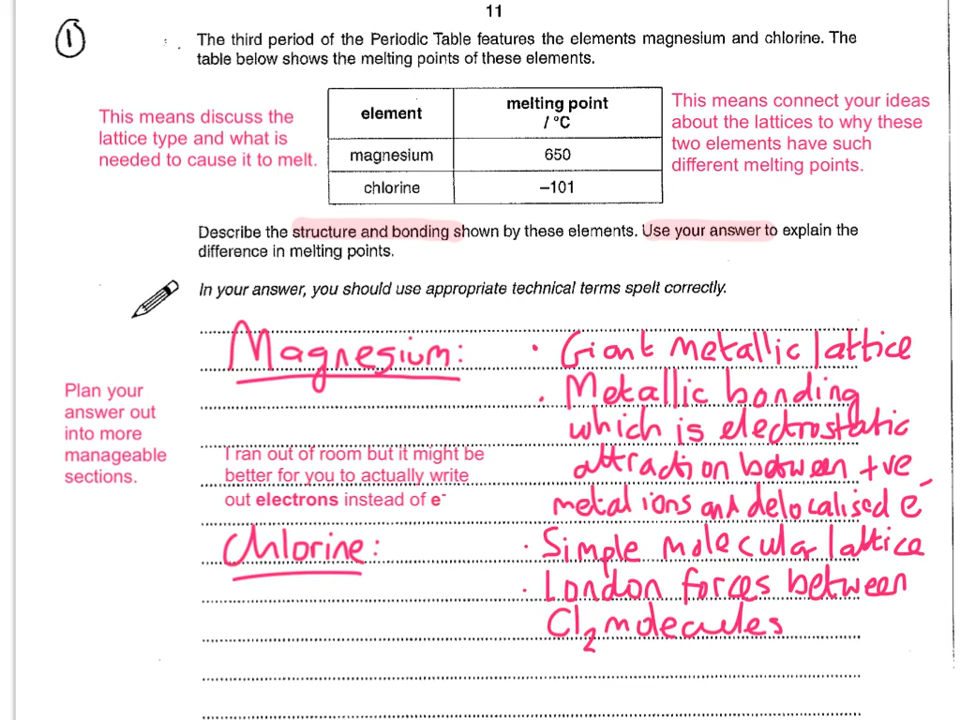 11
1
The third period of the Periodic Table features the elements magnesium and chlorine. The
table below shows the melting points of these elements.
This means discuss the
lattice type and what is
needed to cause it to melt.
element
melting point
/ °C
magnesium
650
chlorine
–101
This means connect your ideas
about the lattices to why these
two elements have such
different melting points.
Describe the structure and bonding shown by these elements. Use your answer to explain the
difference in melting points.
In your answer, you should use appropriate technical terms spelt correctly.
Magnesium:
· Giant metallic lattice
· Metallic bonding
which is electrostatic
attraction between +ve
metal ions and delocalised e⁻
Plan your
answer out
into more
manageable
sections.
I ran out of room but it might be
better for you to actually write
out electrons instead of e⁻
Chlorine:
· Simple molecular lattice
· London forces between
Cl₂ molecules